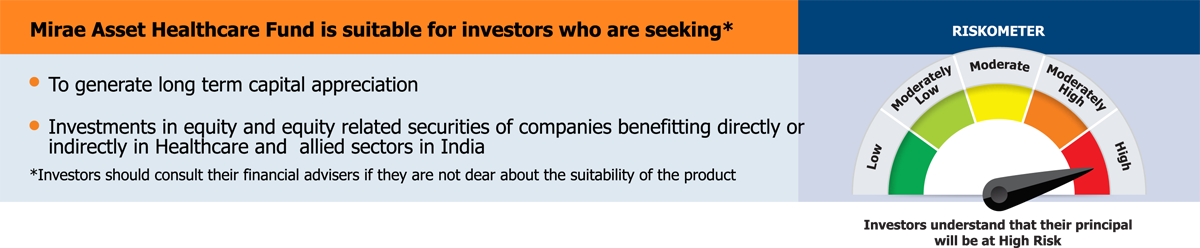 Mirae Asset Healthcare Fund is suitable for investors who are seeking*
To generate long term capital appreciation
Investments in equity and equity related securities of companies benefitting directly or
indirectly in Healthcare and allied sectors in India
*Investors should consult their financial advisers if they are not dear about the suitability of the product
RISKOMETER
Low
Moderately
Low
Moderate
Moderately
High
High
Investors understand that their principal
will be at High Risk